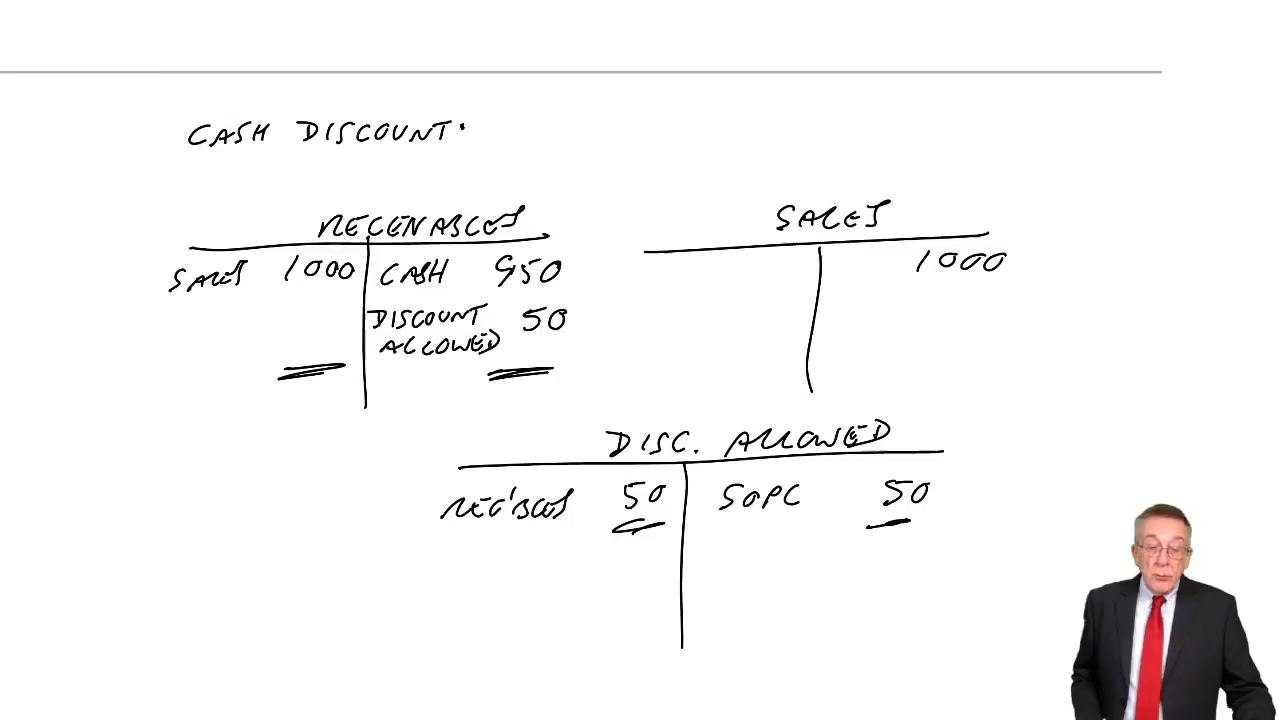 CASH DISCOUNT.
RECEIVABLES
SALES 1000 CASH 950
DISCOUNT 50
ALLOWED
SALES
1000
DISC. ALLOWED
REC'BLES 50 SOPL 50